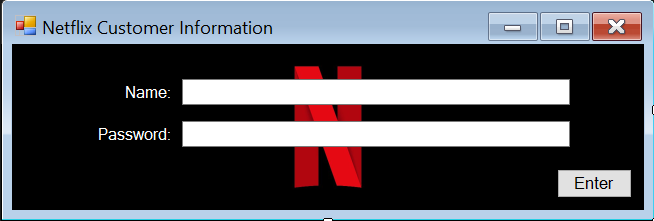 Netflix Customer Information
Name:
Password:
N
Enter